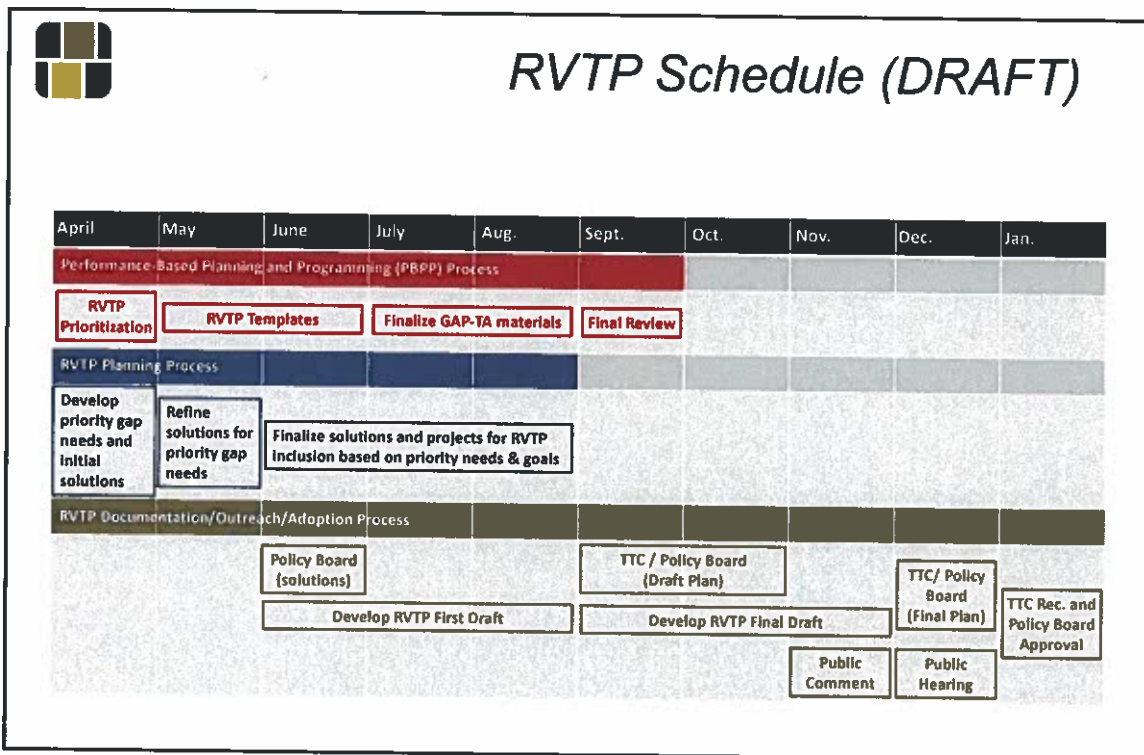 RVTP Schedule (DRAFT)
April May June July Aug. Sept. Oct. Nov. Dec. Jan.
Performance-Based Planning and Programming (PBPP) Process
RVTP
Prioritization
RVTP Templates
Finalize GAP-TA materials
Final Review
RVTP Planning Process
Develop
priority gap
needs and
initial
solutions
Refine
solutions for
priority gap
needs
Finalize solutions and projects for RVTP
inclusion based on priority needs & goals
RVTP Documentation/Outreach/Adoption Process
Policy Board
(solutions)
TTC / Policy Board
(Draft Plan)
TTC/ Policy
Board
(Final Plan)
Develop RVTP First Draft
Develop RVTP Final Draft
TTC Rec. and
Policy Board
Approval
Public
Comment
Public
Hearing